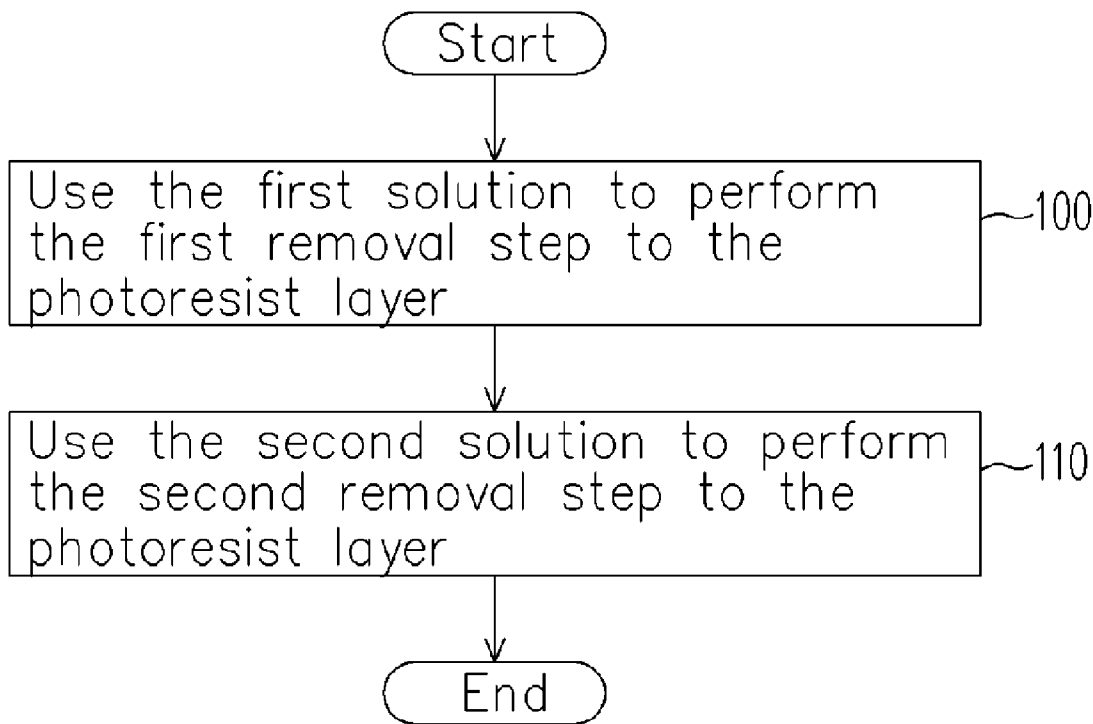 Start
Use the first solution to perform
the first removal step to the
photoresist layer
100
Use the second solution to perform
the second removal step to the
photoresist layer
110
End